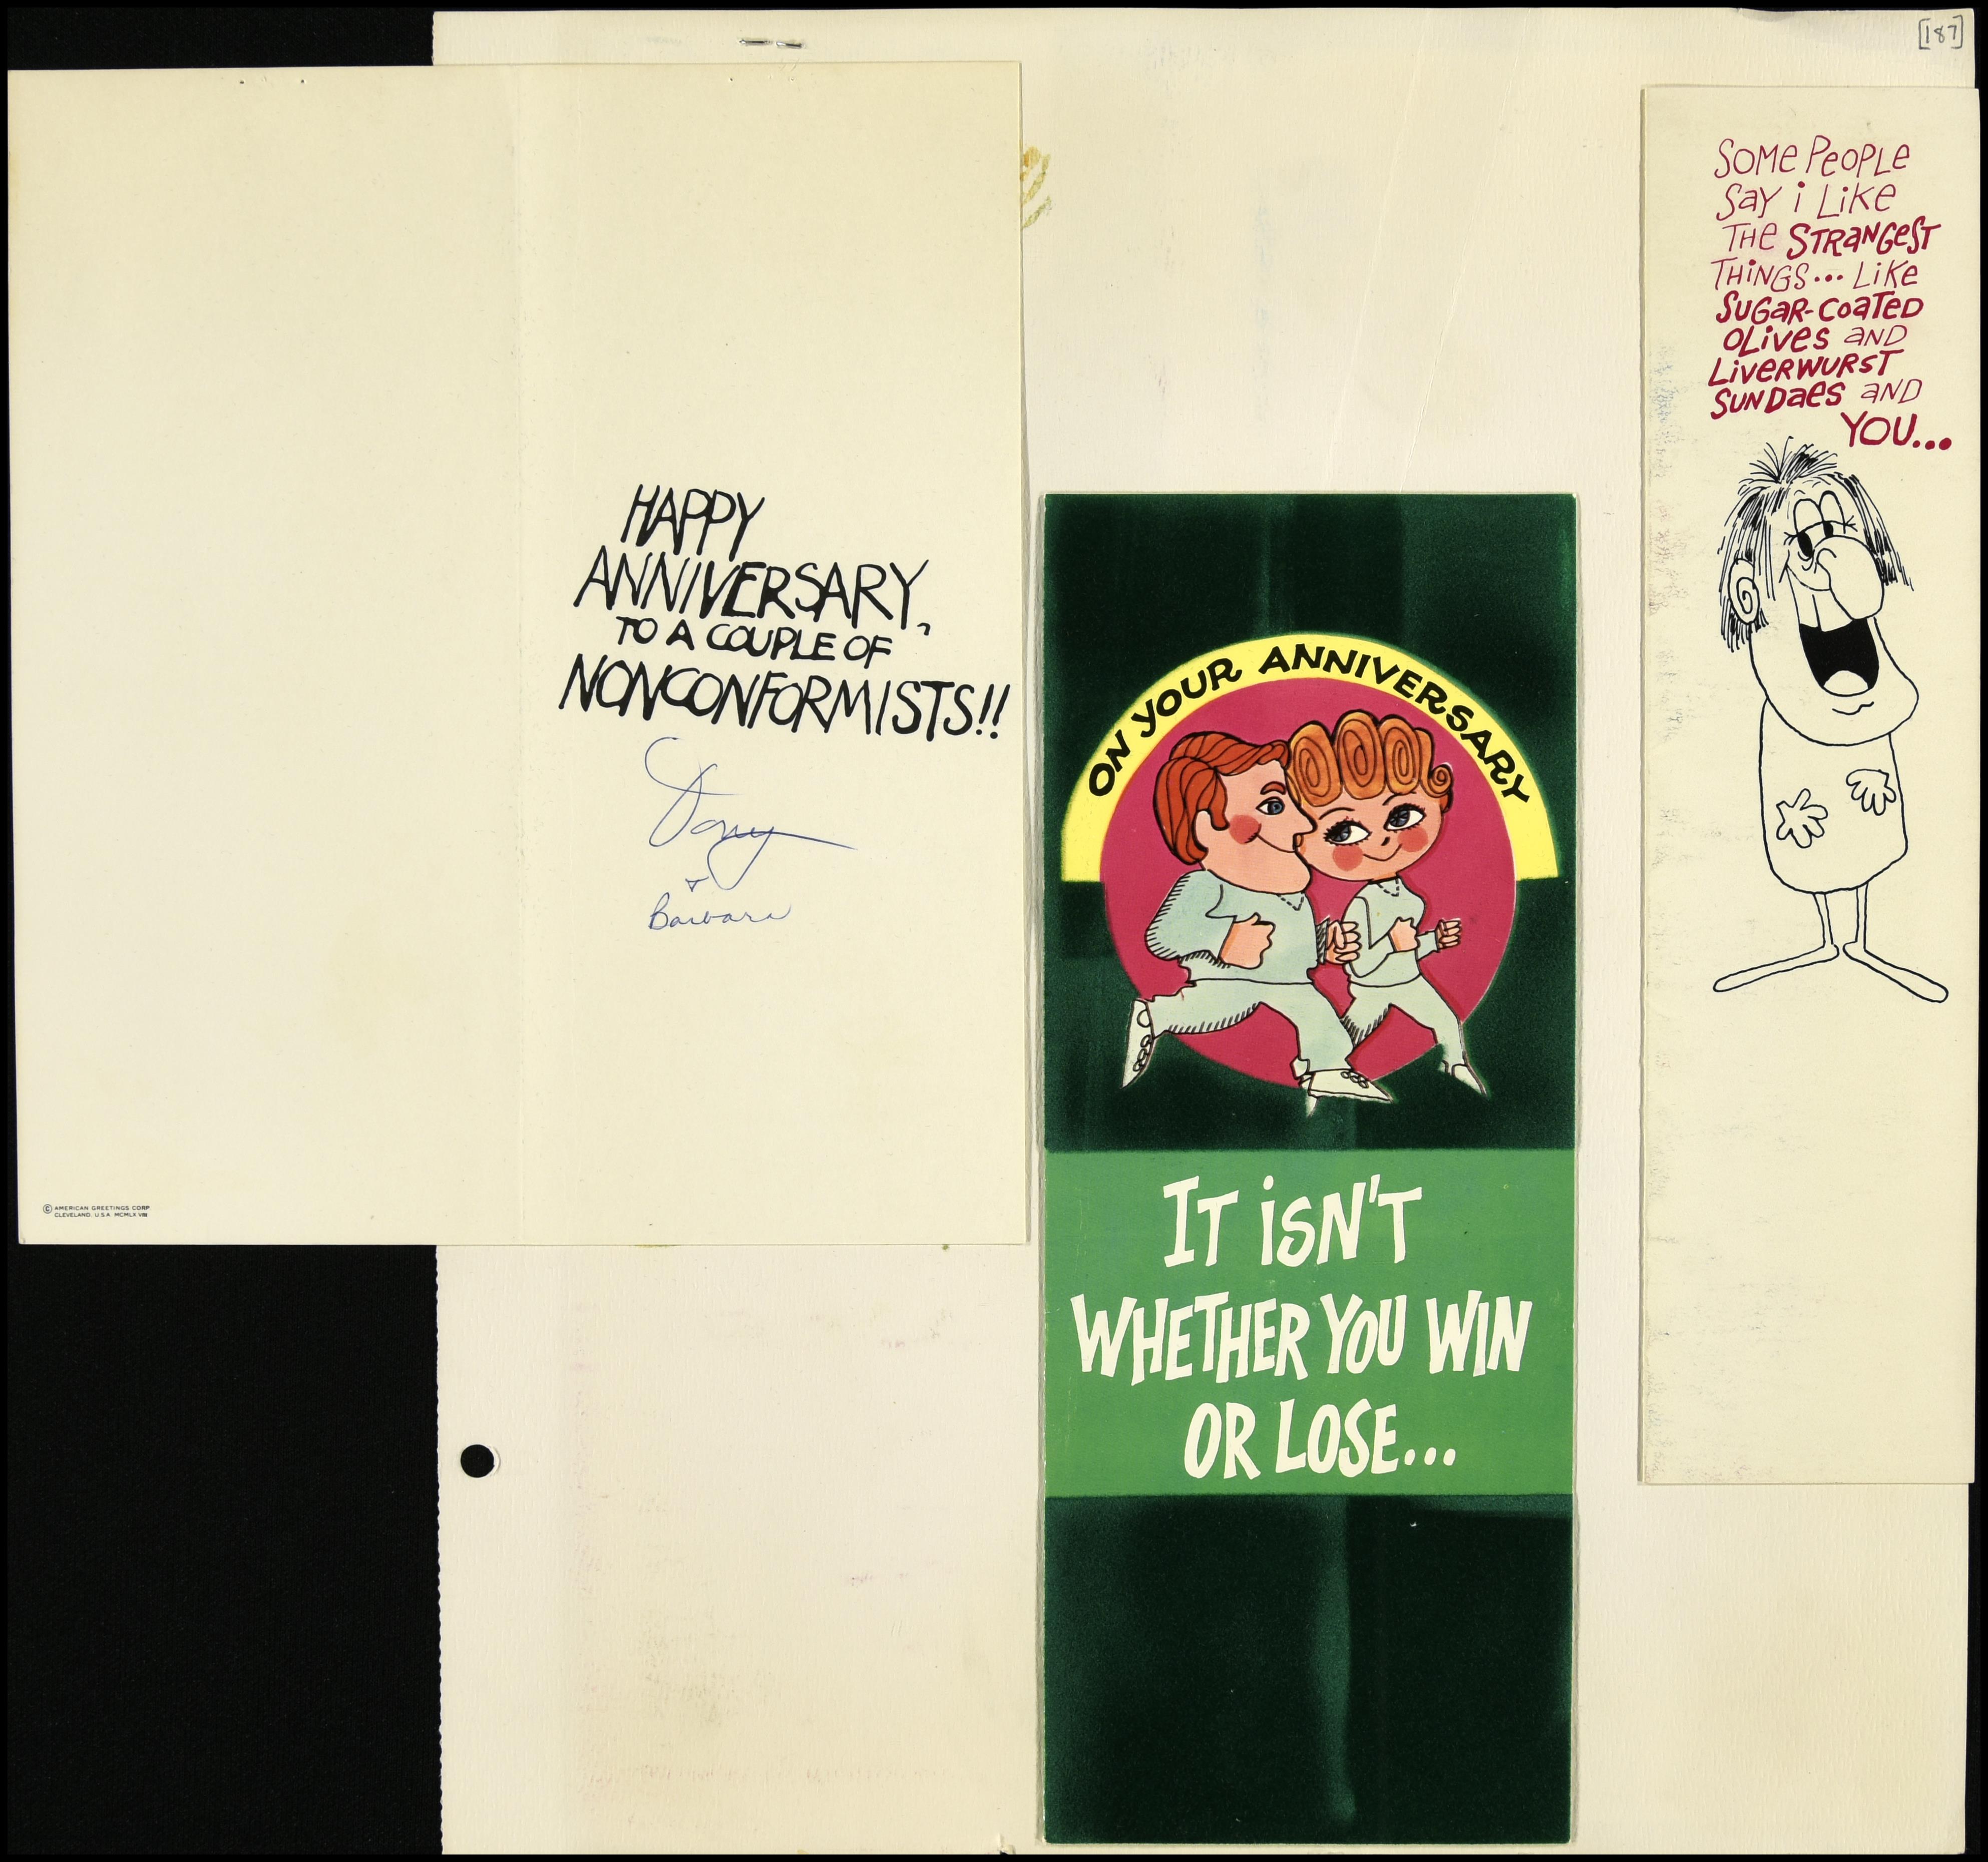 [187]
HAPPY
ANNIVERSARY,
TO A COUPLE OF
NONCONFORMISTS!!
Tony
+
Barbara
© AMERICAN GREETINGS CORP
CLEVELAND. U.S.A
ON YOUR ANNIVERSARY
IT iSN'T
WHETHER YOU WIN
OR LOSE...
SOMe PeOPLe
Say i LiKe
THe STRaNGeST
THiNGS... LiKe
SUGaR-CoaTeD
OLives aND
LiveRWURST
SUNDaeS aND
YOU...